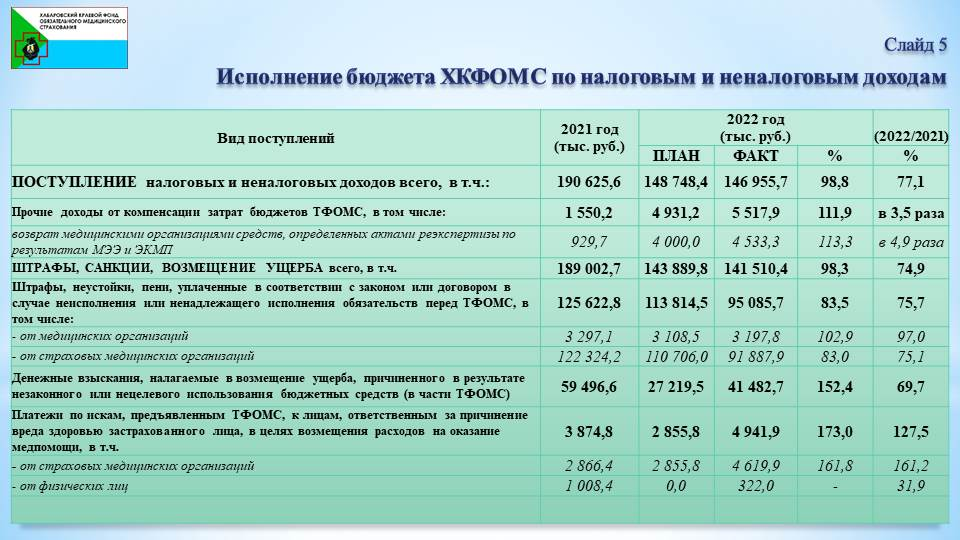 ХАБАРОВСКИЙ КРАЕВОЙ ФОНД
ОБЯЗАТЕЛЬНОГО МЕДИЦИНСКОГО
СТРАХОВАНИЯ
Слайд 5
Исполнение бюджета ХКФОМС по налоговым и неналоговым доходам
Вид поступлений
2021 год
(тыс. руб.)
2022 год
(тыс. руб.)
(2022/2021)
ПЛАН ФАКТ % %
ПОСТУПЛЕНИЕ налоговых и неналоговых доходов всего, в т.ч.: 190 625,6 148 748,4 146 955,7 98,8 77,1
Прочие доходы от компенсации затрат бюджетов ТФОМС, в том числе: 1 550,2 4 931,2 5 517,9 111,9 в 3,5 раза
возврат медицинскими организациями средств, определенных актами реэкспертизы по
результатам МЭЭ и ЭКМП 929,7 4 000,0 4 533,3 113,3 в 4,9 раза
ШТРАФЫ, САНКЦИИ, ВОЗМЕЩЕНИЕ УЩЕРБА всего, в т.ч. 189 002,7 143 889,8 141 510,4 98,3 74,9
Штрафы, неустойки, пени, уплаченные в соответствии с законом или договором в
случае неисполнения или ненадлежащего исполнения обязательств перед ТФОМС, в 125 622,8 113 814,5 95 085,7 83,5 75,7
том числе:
- от медицинских организаций 3 297,1 3 108,5 3 197,8 102,9 97,0
- от страховых медицинских организаций 122 324,2 110 706,0 91 887,9 83,0 75,1
Денежные взыскания, налагаемые в возмещение ущерба, причиненного в результате
незаконного или нецелевого использования бюджетных средств (в части ТФОМС) 59 496,6 27 219,5 41 482,7 152,4 69,7
Платежи по искам, предъявленным ТФОМС, к лицам, ответственным за причинение
вреда здоровью застрахованного лица, в целях возмещения расходов на оказание 3 874,8 2 855,8 4 941,9 173,0 127,5
медпомощи, в т.ч.
- от страховых медицинских организаций 2 866,4 2 855,8 4 619,9 161,8 161,2
- от физических лиц 1 008,4 0,0 322,0 - 31,9